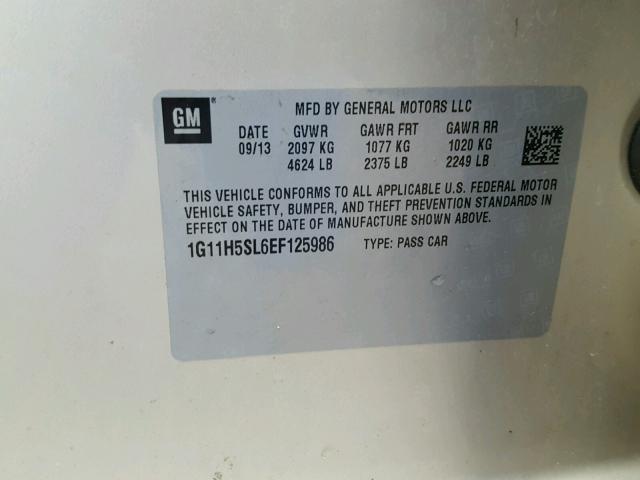 GM
MFD BY GENERAL MOTORS LLC
DATE GVWR GAWR FRT GAWR RR
09/13 2097 KG 1077 KG 1020 KG
4624 LB 2375 LB 2249 LB
THIS VEHICLE CONFORMS TO ALL APPLICABLE U.S. FEDERAL MOTOR
VEHICLE SAFETY, BUMPER, AND THEFT PREVENTION STANDARDS IN
EFFECT ON THE DATE OF MANUFACTURE SHOWN ABOVE.
1G11H5SL6EF125986 TYPE: PASS CAR